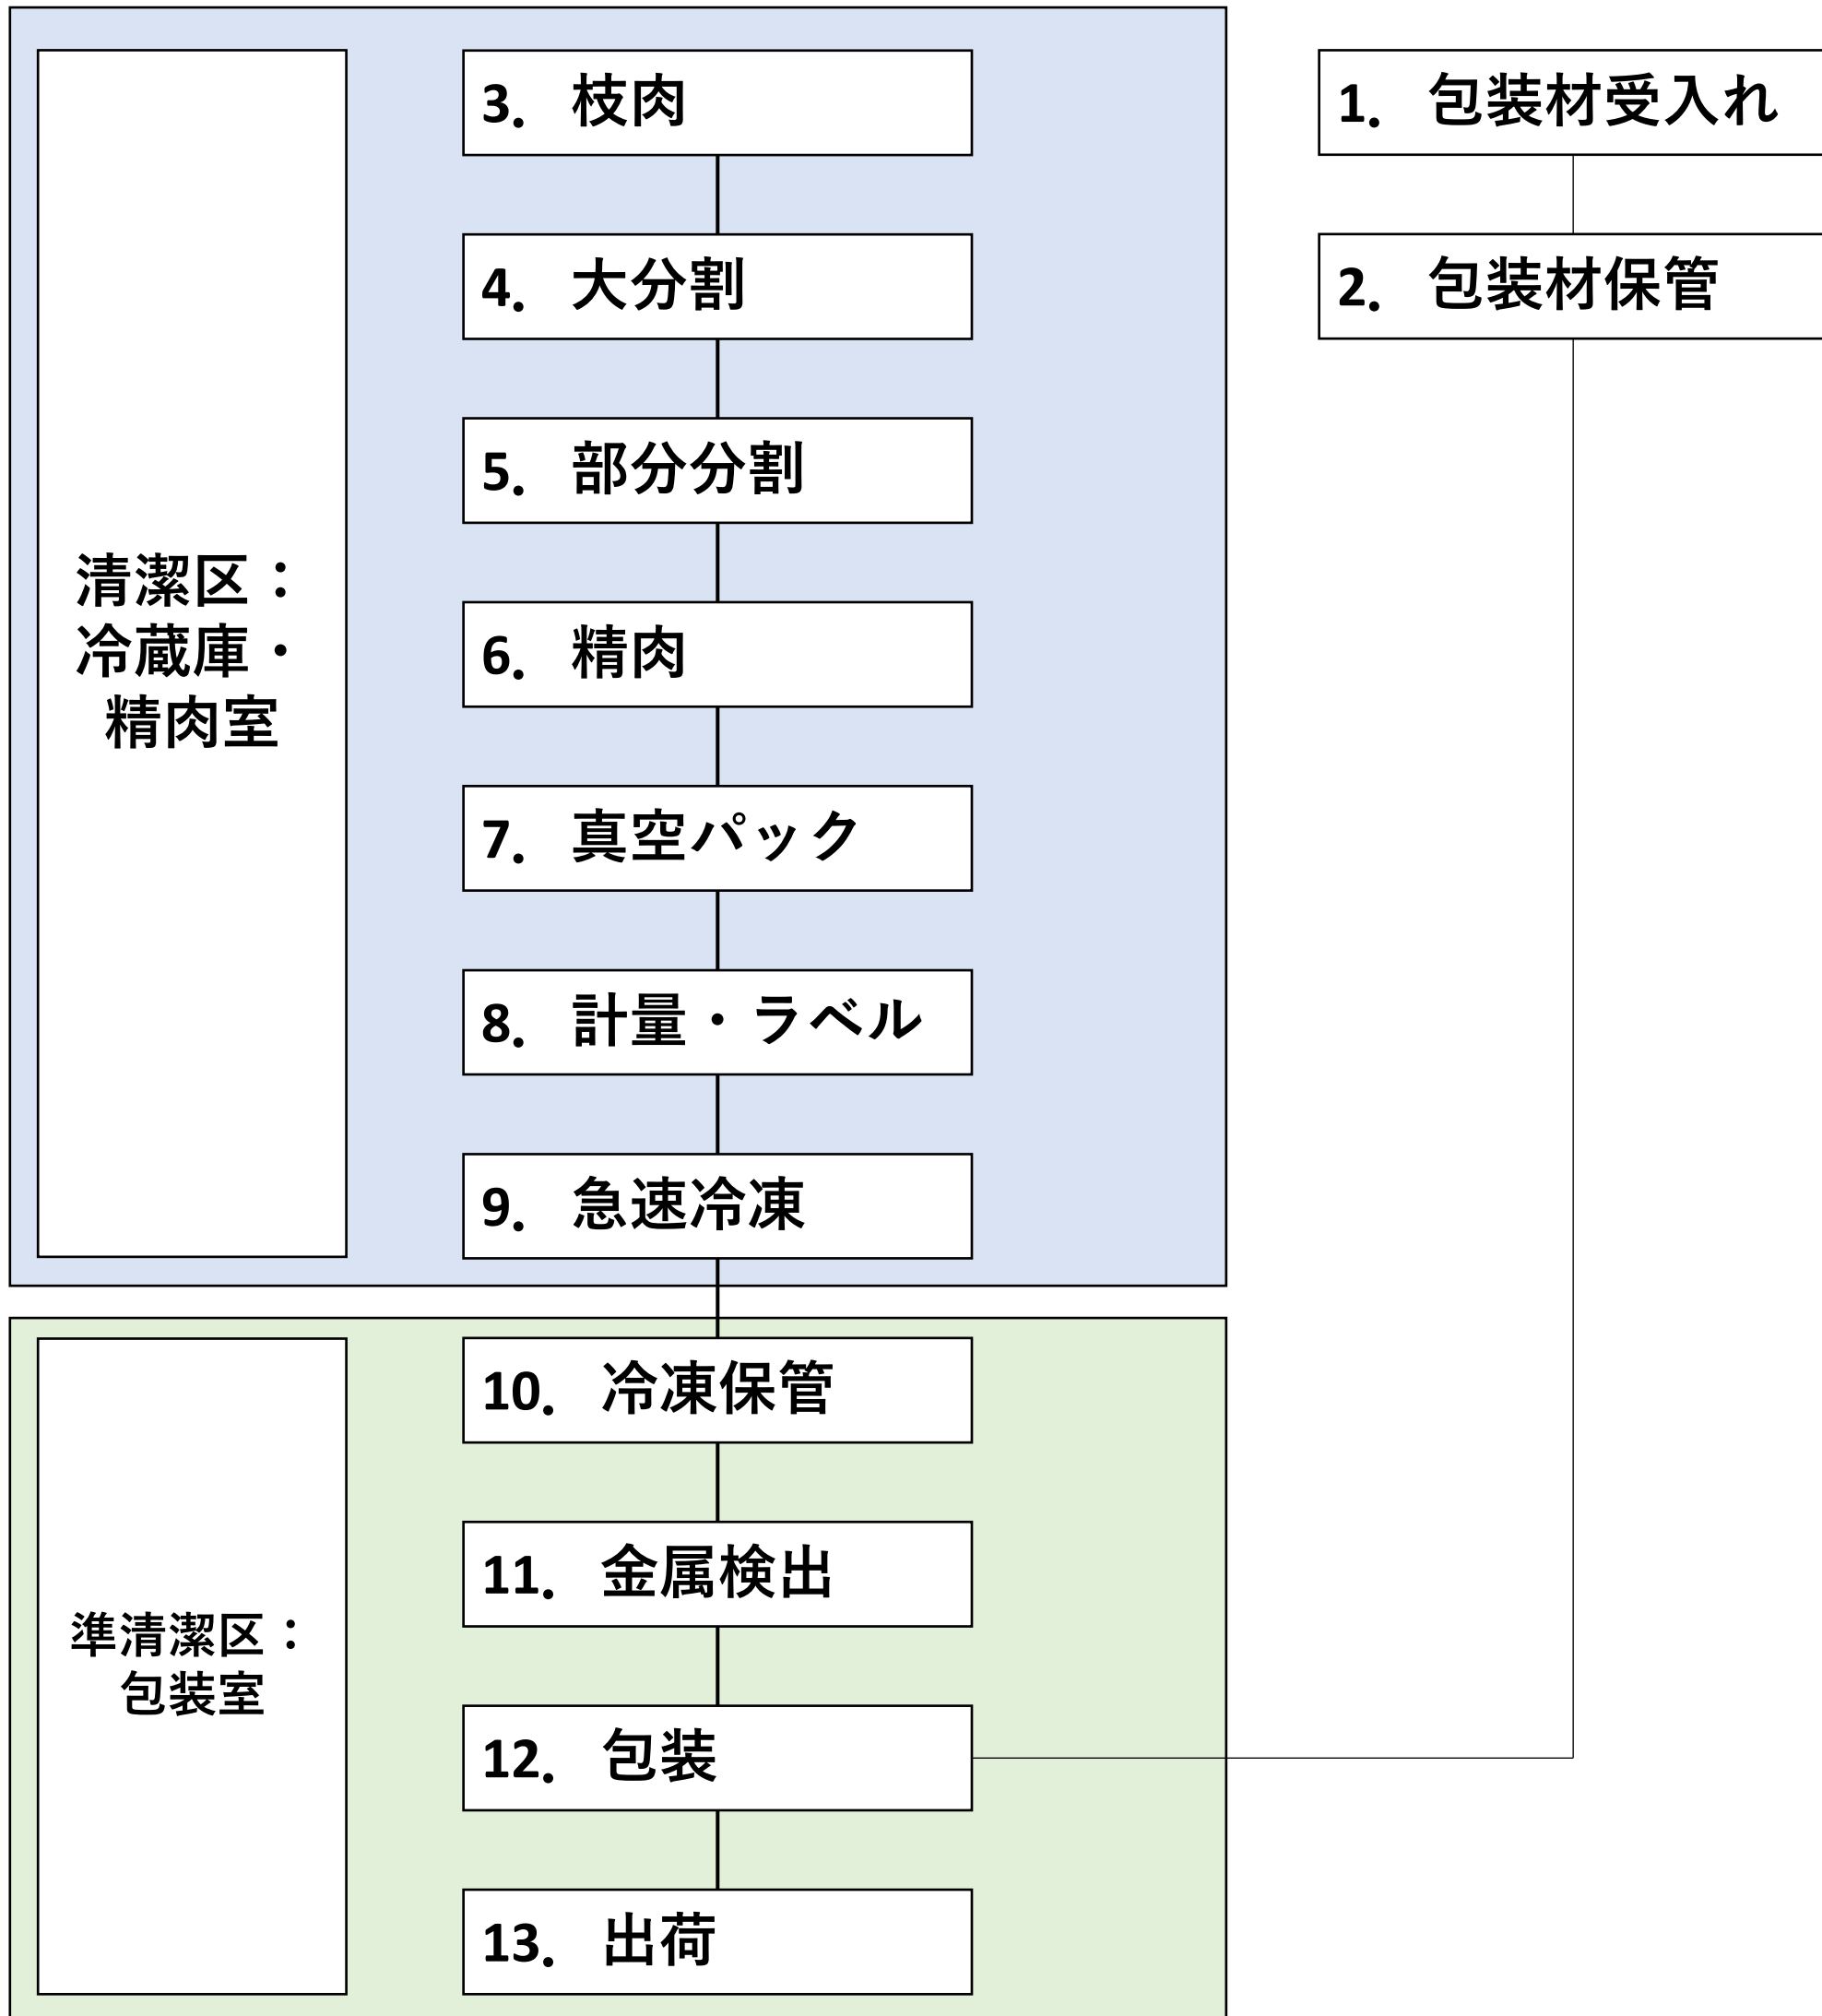 清潔区：
冷蔵庫・
精肉室
3. 枝肉
4. 大分割
5. 部分分割
6. 精肉
7. 真空パック
8. 計量・ラベル
9. 急速冷凍
準清潔区：
包装室
10. 冷凍保管
11. 金属検出
12. 包装
13. 出荷
1. 包装材受入れ
2. 包装材保管